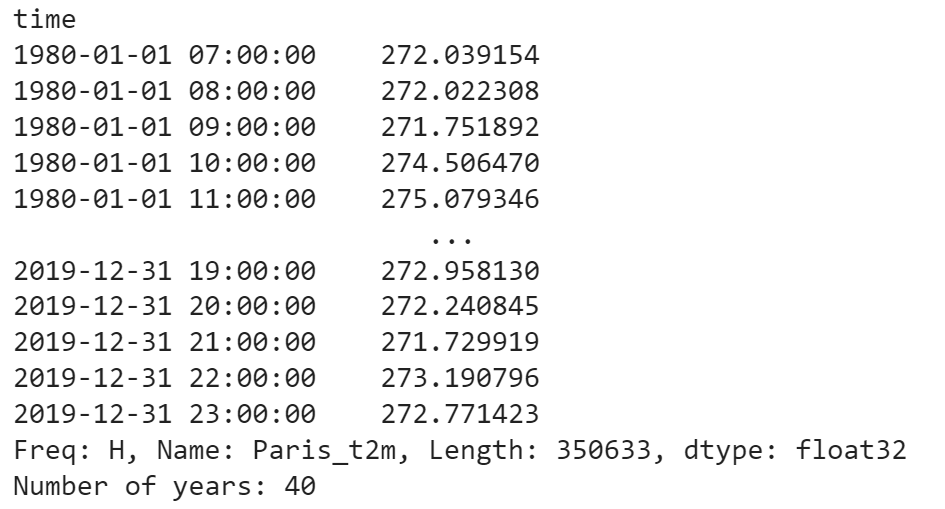 time
1980-01-01 07:00:00    272.039154
1980-01-01 08:00:00    272.022308
1980-01-01 09:00:00    271.751892
1980-01-01 10:00:00    274.506470
1980-01-01 11:00:00    275.079346
...
2019-12-31 19:00:00    272.958130
2019-12-31 20:00:00    272.240845
2019-12-31 21:00:00    271.729919
2019-12-31 22:00:00    273.190796
2019-12-31 23:00:00    272.771423
Freq: H, Name: Paris_t2m, Length: 350633, dtype: float32
Number of years: 40